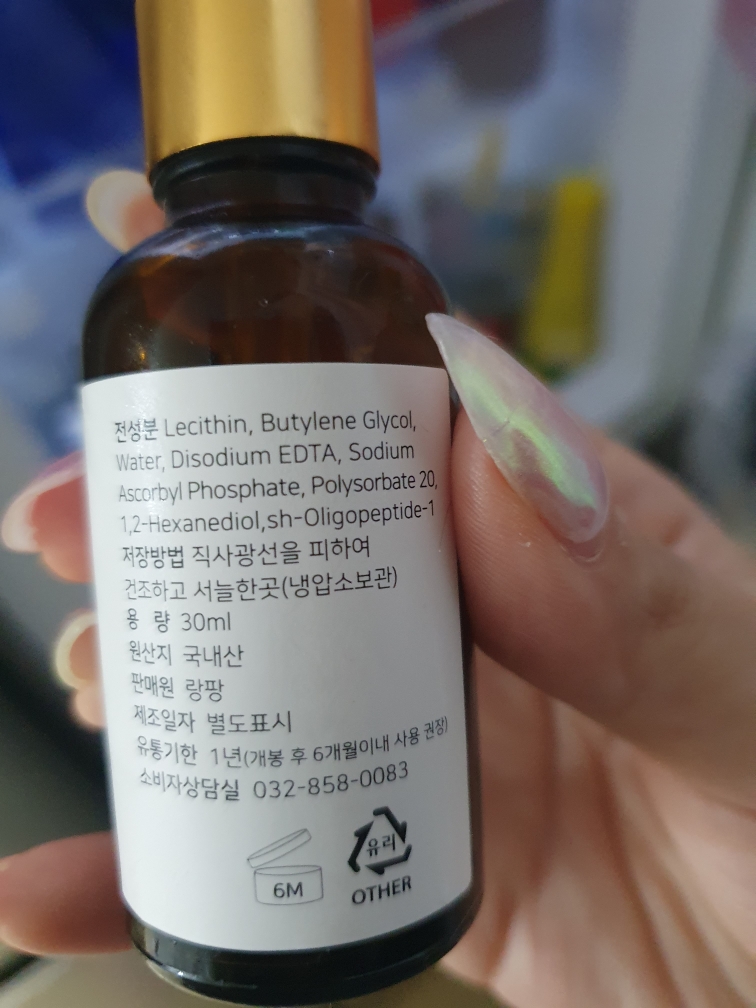 전성분 Lecithin, Butylene Glycol,
Water, Disodium EDTA, Sodium
Ascorbyl Phosphate, Polysorbate 20,
1,2-Hexanediol,sh-Oligopeptide-1
저장방법 직사광선을 피하여
건조하고 서늘한곳(냉압소보관)
용 량 30ml
원산지 국내산
판매원 랑팡
제조일자 별도표시
유통기한 1년(개봉 후 6개월이내 사용 권장)
소비자상담실 032-858-0083
6M
유리
OTHER